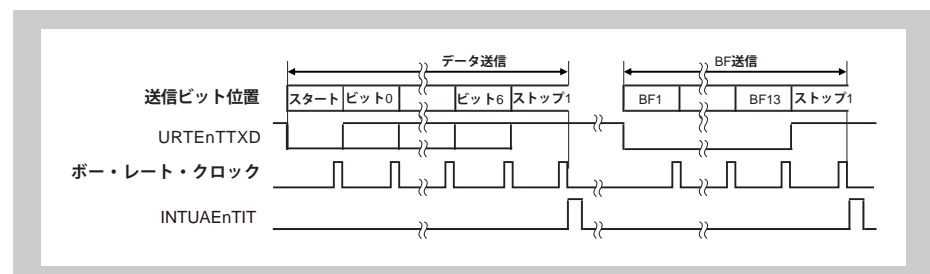 データ送信 BF送信
送信ビット位置 スタート ビット0 ビット6 ストップ1 BF1 BF13 ストップ1
URTEnTTXD
ボー・レート・クロック
INTUAEnTIT